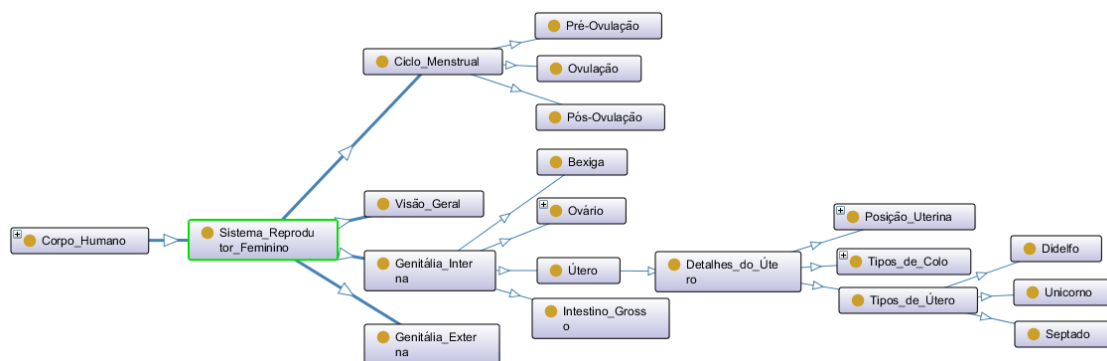 Pré-Ovulação
Ciclo_Menstrual
Ovulação
Pós-Ovulação
Bexiga
Visão_Geral
Ovário
Posição_Uterina
Corpo_Humano
Sistema_Reprodu
tor_Feminino
Genitália_Inter
na
Útero
Detalhes_do_Úte
ro
Tipos_de_Colo
Didelfo
Tipos_de_Útero
Unicorno
Intestino_Gross
o
Septado
Genitália_Exter
na